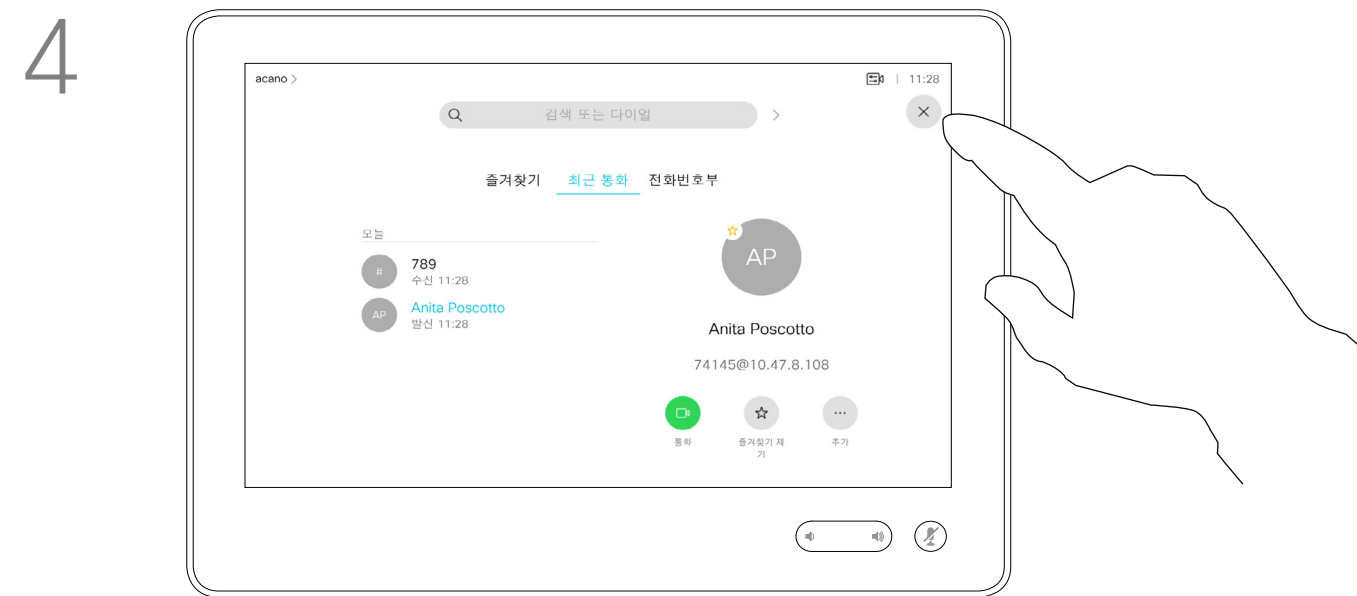 4
acano >
11:28
검색 또는 다이얼
즐겨찾기 최근 통화 전화번호부
오늘
#
789
수신 11:28
AP
Anita Poscotto
발신 11:28
AP
Anita Poscotto
74145@10.47.8.108
통화
즐겨찾기 제
기
추가